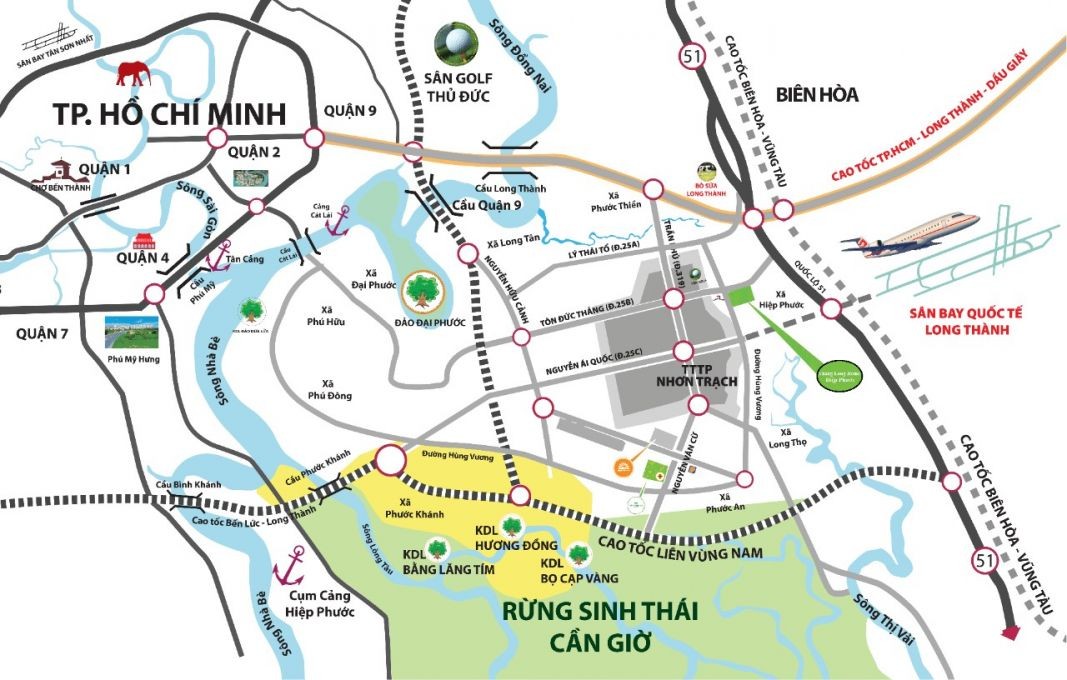 SÂN BAY TÂN SƠN NHẤT
TP. HỒ CHÍ MINH
QUẬN 9
SÂN GOLF
THỦ ĐỨC
Sông Đồng Nai
51
CAO TỐC BIÊN HÒA - VŨNG TÀU
BIÊN HÒA
CAO TỐC TP.HCM - LONG THÀNH - DẦU GIÂY
QUẬN 2
QUẬN 1
CHỢ BẾN THÀNH
Sông Sài Gòn
Cảng
Cát Lái
Cầu Long Thành
Cầu Quận 9
Xã
Phước Thiền
BÒ SỮA
LONG THÀNH
QUẬN 4
Tân Cảng
Cầu
Phú Mỹ
Cầu
Cát Lái
Xã Long Tân
LÝ THÁI TỔ (Đ.25A)
TRẦN PHÚ (Đ.319)
QUỐC LỘ 51
Xã
Đại Phước
NGUYỄN HỮU CẢNH
TÔN ĐỨC THẮNG (Đ.25B)
Xã
Hiệp Phước
SÂN BAY QUỐC TẾ
LONG THÀNH
Xã
Phú Hữu
ĐẢO ĐẠI PHƯỚC
QUẬN 7
Phú Mỹ Hưng
Sông Nhà Bè
NGUYỄN ÁI QUỐC (Đ.25C)
TTTP
NHƠN TRẠCH
Đường Hùng Vương
Xã
Phú Đông
Xã
Long Thọ
NGUYỄN VĂN CỪ
Đường Hùng Vương
Cầu Phước Khánh
Cầu Bình Khánh
Cao tốc Bến Lức - Long Thành
Xã
Phước Khánh
Xã
Phước An
CAO TỐC BIÊN HÒA - VŨNG TÀU
CAO TỐC LIÊN VÙNG NAM
Sông Lòng Tàu
KDL
HƯƠNG ĐỒNG
KDL
BẰNG LĂNG TÍM
KDL
BỌ CẠP VÀNG
51
Cụm Cảng
Hiệp Phước
Sông Nhà Bè
RỪNG SINH THÁI
CẦN GIỜ
Sông Thị Vải